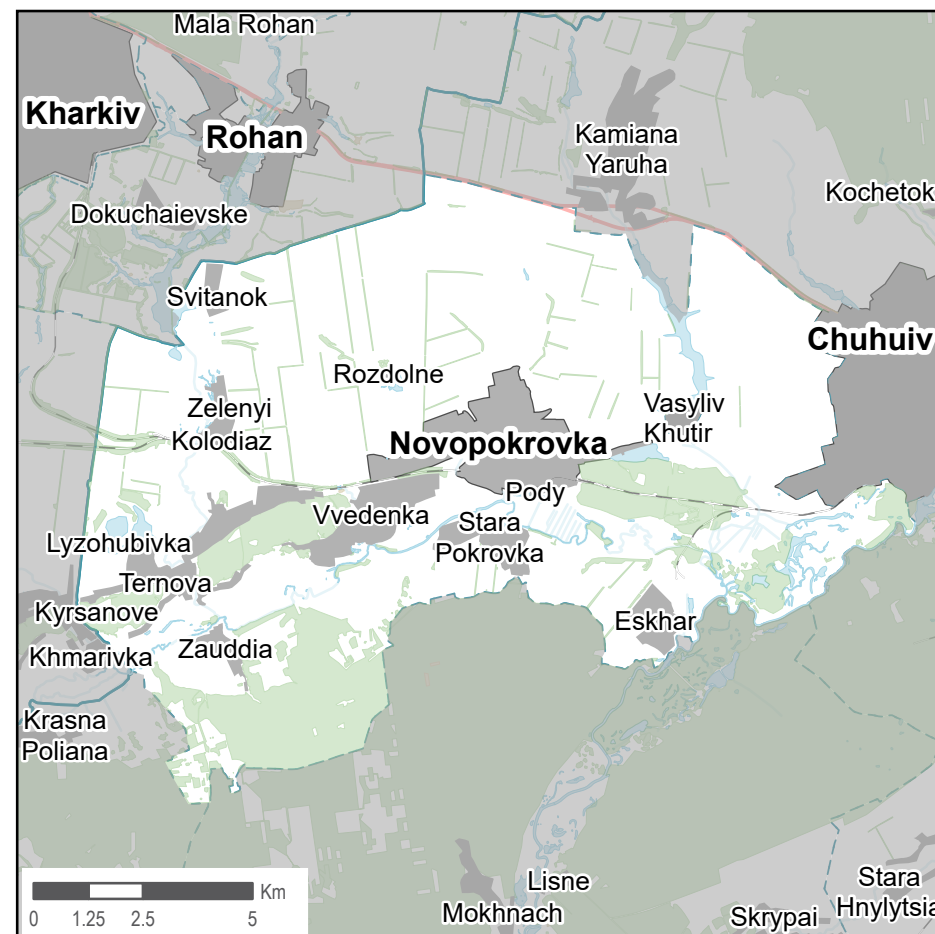 Mala Rohan
Kharkiv
Rohan
Kamiana
Yaruha
Kochetok
Dokuchaievske
Svitanok
Chuhuiv
Rozdolne
Zelenyi
Kolodiaz
Vasyliv
Khutir
Novopokrovka
Pody
Vvedenka
Stara
Pokrovka
Lyzohubivka
Ternova
Kyrsanove
Eskhar
Khmarivka
Zauddia
Krasna
Poliana
Lisne
Mokhnach
Stara
Hnylytsia
Skrypai
Km
0 1.25 2.5 5